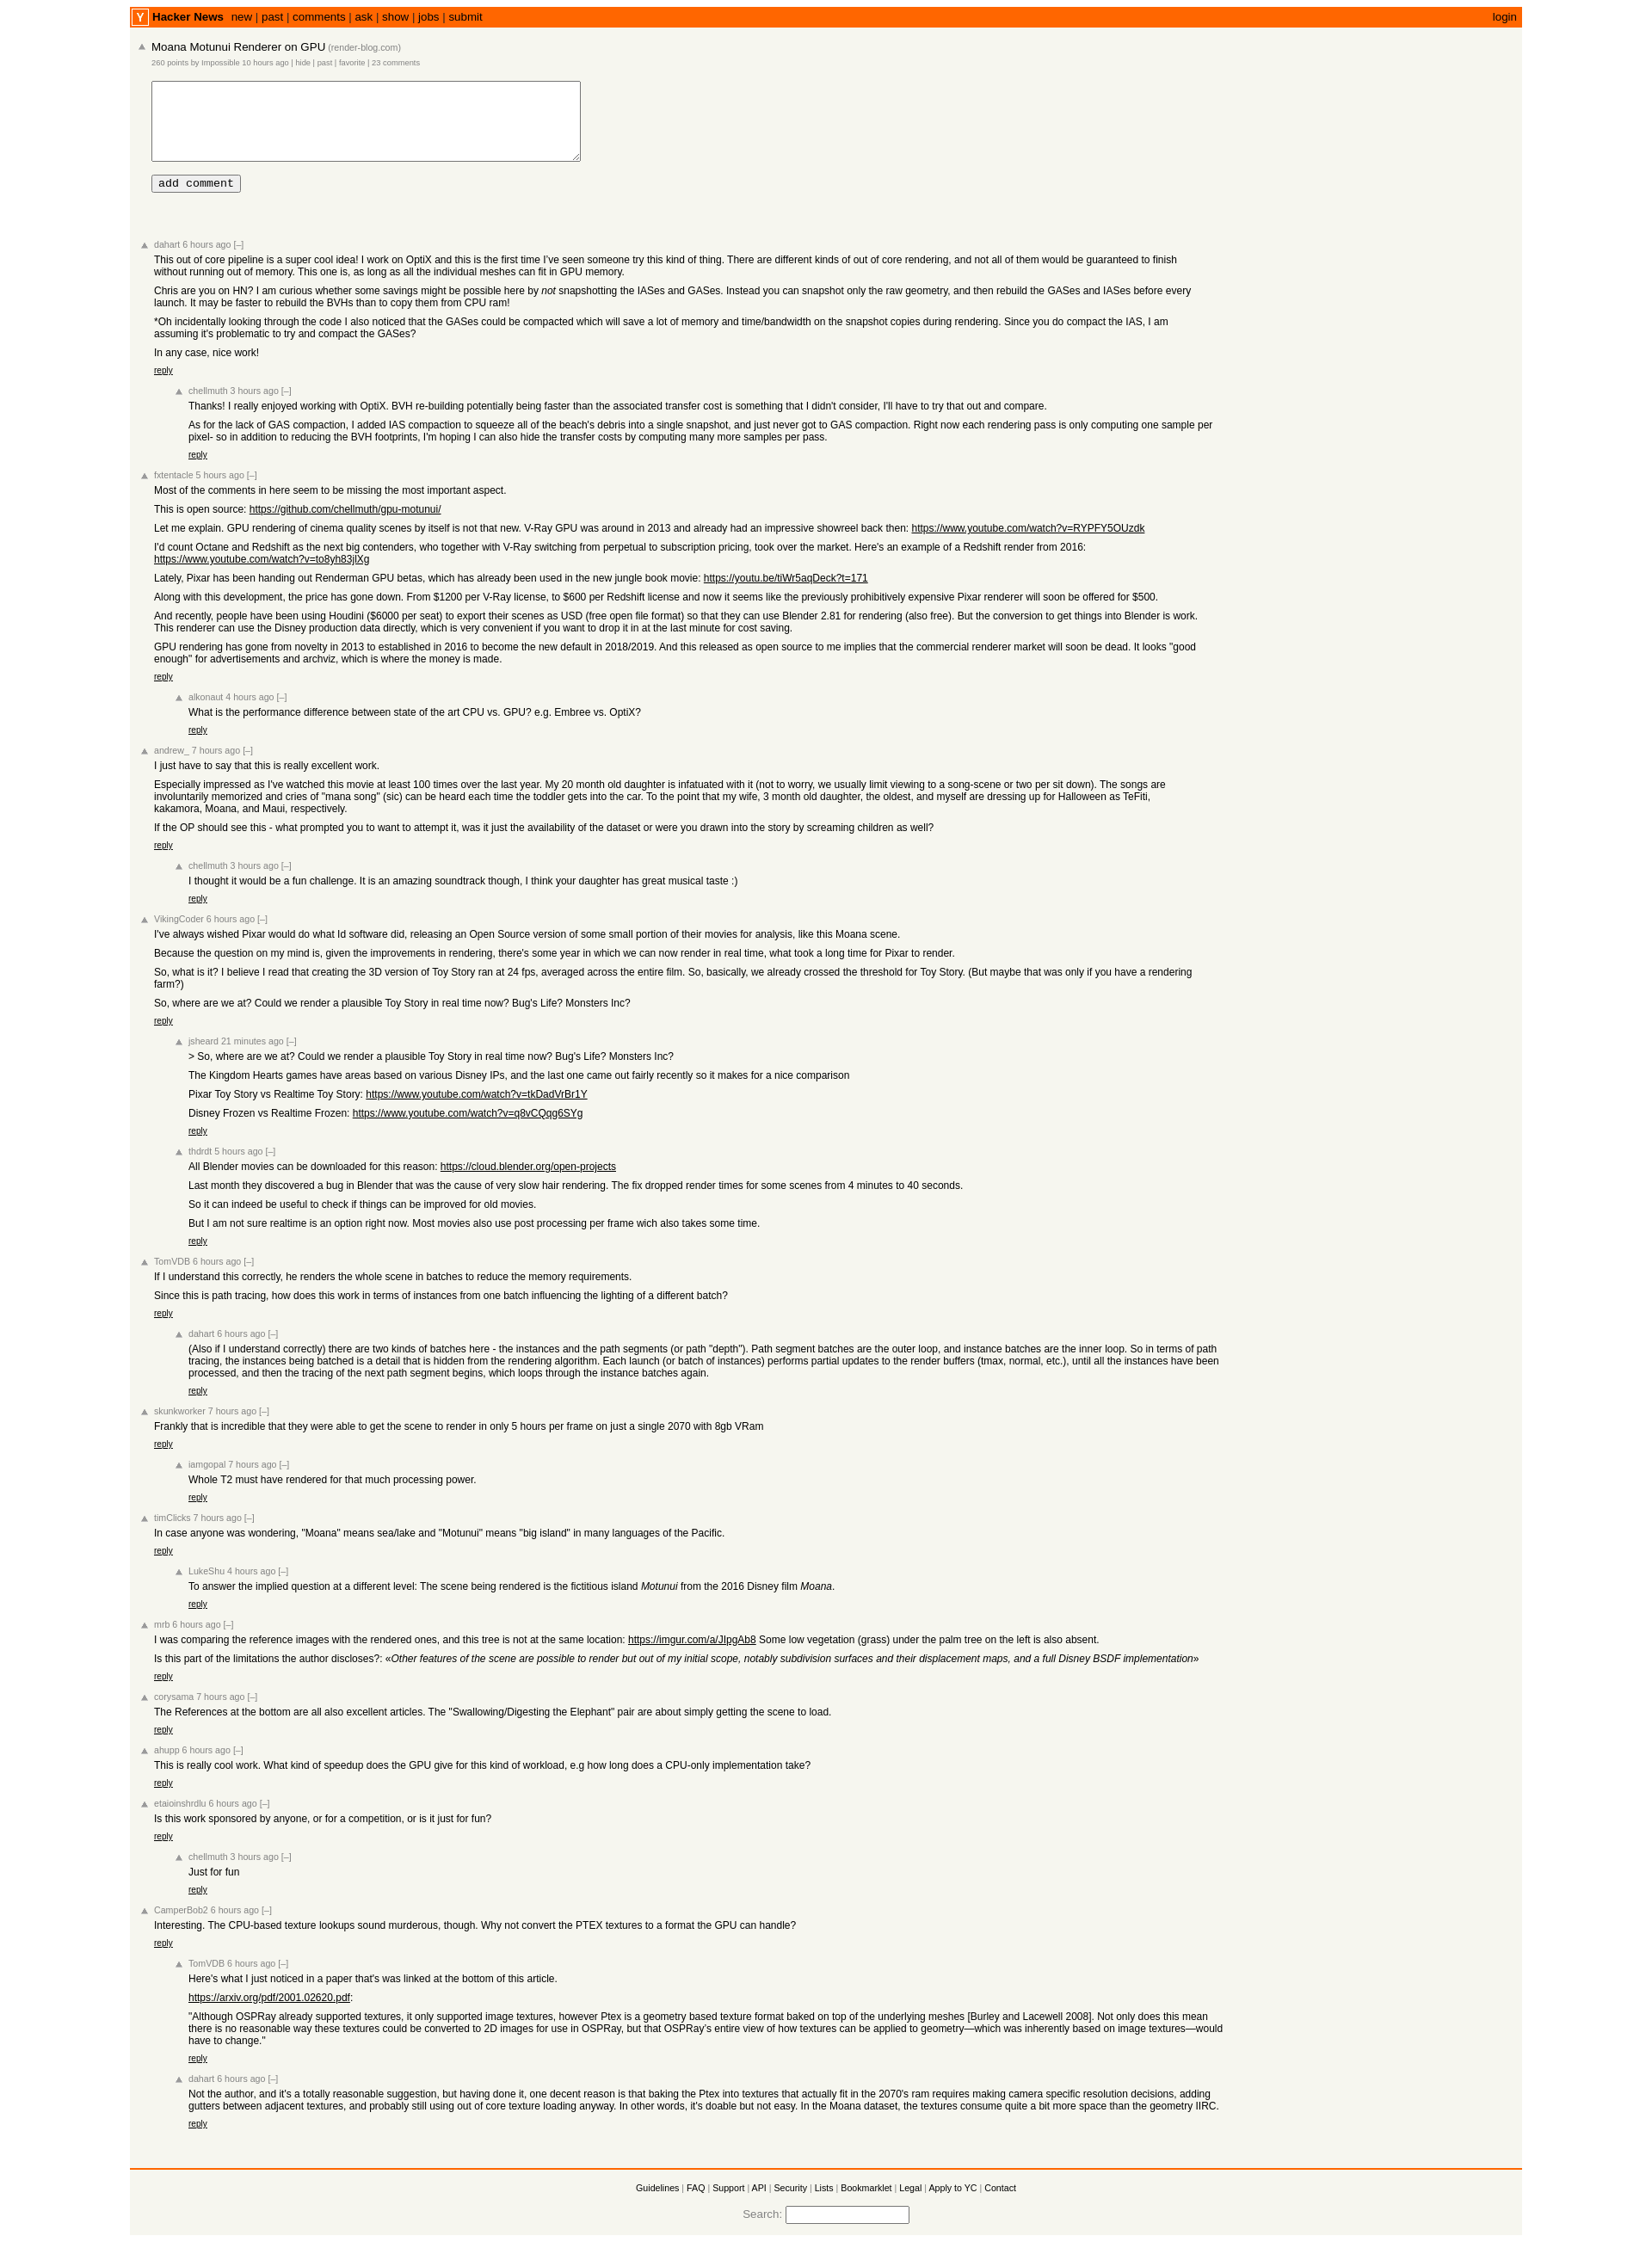 Y Hacker News new | past | comments | ask | show | jobs | submit login
Moana Motunui Renderer on GPU (render-blog.com)
260 points by Impossible 10 hours ago | hide | past | favorite | 23 comments
add comment
dahart 6 hours ago [–]
This out of core pipeline is a super cool idea! I work on OptiX and this is the first time I've seen someone try this kind of thing. There are different kinds of out of core rendering, and not all of them would be guaranteed to finish
without running out of memory. This one is, as long as all the individual meshes can fit in GPU memory.
Chris are you on HN? I am curious whether some savings might be possible here by not snapshotting the IASes and GASes. Instead you can snapshot only the raw geometry, and then rebuild the GASes and IASes before every
launch. It may be faster to rebuild the BVHs than to copy them from CPU ram!
*Oh incidentally looking through the code I also noticed that the GASes could be compacted which will save a lot of memory and time/bandwidth on the snapshot copies during rendering. Since you do compact the IAS, I am
assuming it's problematic to try and compact the GASes?
In any case, nice work!
reply
chellmuth 3 hours ago [–]
Thanks! I really enjoyed working with OptiX. BVH re-building potentially being faster than the associated transfer cost is something that I didn't consider, I'll have to try that out and compare.
As for the lack of GAS compaction, I added IAS compaction to squeeze all of the beach's debris into a single snapshot, and just never got to GAS compaction. Right now each rendering pass is only computing one sample per
pixel- so in addition to reducing the BVH footprints, I'm hoping I can also hide the transfer costs by computing many more samples per pass.
reply
fxtentacle 5 hours ago [–]
Most of the comments in here seem to be missing the most important aspect.
This is open source: https://github.com/chellmuth/gpu-motunui/
Let me explain. GPU rendering of cinema quality scenes by itself is not that new. V-Ray GPU was around in 2013 and already had an impressive showreel back then: https://www.youtube.com/watch?v=RYPFY5OUzdk
I'd count Octane and Redshift as the next big contenders, who together with V-Ray switching from perpetual to subscription pricing, took over the market. Here's an example of a Redshift render from 2016:
https://www.youtube.com/watch?v=to8yh83jlXg
Lately, Pixar has been handing out Renderman GPU betas, which has already been used in the new jungle book movie: https://youtu.be/tiWr5aqDeck?t=171
Along with this development, the price has gone down. From $1200 per V-Ray license, to $600 per Redshift license and now it seems like the previously prohibitively expensive Pixar renderer will soon be offered for $500.
And recently, people have been using Houdini ($6000 per seat) to export their scenes as USD (free open file format) so that they can use Blender 2.81 for rendering (also free). But the conversion to get things into Blender is work.
This renderer can use the Disney production data directly, which is very convenient if you want to drop it in at the last minute for cost saving.
GPU rendering has gone from novelty in 2013 to established in 2016 to become the new default in 2018/2019. And this released as open source to me implies that the commercial renderer market will soon be dead. It looks "good
enough" for advertisements and archviz, which is where the money is made.
reply
alkonaut 4 hours ago [–]
What is the performance difference between state of the art CPU vs. GPU? e.g. Embree vs. OptiX?
reply
andrew_ 7 hours ago [–]
I just have to say that this is really excellent work.
Especially impressed as I've watched this movie at least 100 times over the last year. My 20 month old daughter is infatuated with it (not to worry, we usually limit viewing to a song-scene or two per sit down). The songs are
involuntarily memorized and cries of "mana song" (sic) can be heard each time the toddler gets into the car. To the point that my wife, 3 month old daughter, the oldest, and myself are dressing up for Halloween as TeFiti,
kakamora, Moana, and Maui, respectively.
If the OP should see this - what prompted you to want to attempt it, was it just the availability of the dataset or were you drawn into the story by screaming children as well?
reply
chellmuth 3 hours ago [–]
I thought it would be a fun challenge. It is an amazing soundtrack though, I think your daughter has great musical taste :)
reply
VikingCoder 6 hours ago [–]
I've always wished Pixar would do what Id software did, releasing an Open Source version of some small portion of their movies for analysis, like this Moana scene.
Because the question on my mind is, given the improvements in rendering, there's some year in which we can now render in real time, what took a long time for Pixar to render.
So, what is it? I believe I read that creating the 3D version of Toy Story ran at 24 fps, averaged across the entire film. So, basically, we already crossed the threshold for Toy Story. (But maybe that was only if you have a rendering
farm?)
So, where are we at? Could we render a plausible Toy Story in real time now? Bug's Life? Monsters Inc?
reply
jsheard 21 minutes ago [–]
> So, where are we at? Could we render a plausible Toy Story in real time now? Bug's Life? Monsters Inc?
The Kingdom Hearts games have areas based on various Disney IPs, and the last one came out fairly recently so it makes for a nice comparison
Pixar Toy Story vs Realtime Toy Story: https://www.youtube.com/watch?v=tkDadVrBr1Y
Disney Frozen vs Realtime Frozen: https://www.youtube.com/watch?v=q8vCQqg6SYg
reply
thdrdt 5 hours ago [–]
All Blender movies can be downloaded for this reason: https://cloud.blender.org/open-projects
Last month they discovered a bug in Blender that was the cause of very slow hair rendering. The fix dropped render times for some scenes from 4 minutes to 40 seconds.
So it can indeed be useful to check if things can be improved for old movies.
But I am not sure realtime is an option right now. Most movies also use post processing per frame wich also takes some time.
reply
TomVDB 6 hours ago [–]
If I understand this correctly, he renders the whole scene in batches to reduce the memory requirements.
Since this is path tracing, how does this work in terms of instances from one batch influencing the lighting of a different batch?
reply
dahart 6 hours ago [–]
(Also if I understand correctly) there are two kinds of batches here - the instances and the path segments (or path "depth"). Path segment batches are the outer loop, and instance batches are the inner loop. So in terms of path
tracing, the instances being batched is a detail that is hidden from the rendering algorithm. Each launch (or batch of instances) performs partial updates to the render buffers (tmax, normal, etc.), until all the instances have been
processed, and then the tracing of the next path segment begins, which loops through the instance batches again.
reply
skunkworker 7 hours ago [–]
Frankly that is incredible that they were able to get the scene to render in only 5 hours per frame on just a single 2070 with 8gb VRam
reply
iamgopal 7 hours ago [–]
Whole T2 must have rendered for that much processing power.
reply
timClicks 7 hours ago [–]
In case anyone was wondering, "Moana" means sea/lake and "Motunui" means "big island" in many languages of the Pacific.
reply
LukeShu 4 hours ago [–]
To answer the implied question at a different level: The scene being rendered is the fictitious island Motunui from the 2016 Disney film Moana.
reply
mrb 6 hours ago [–]
I was comparing the reference images with the rendered ones, and this tree is not at the same location: https://imgur.com/a/JIpgAb8 Some low vegetation (grass) under the palm tree on the left is also absent.
Is this part of the limitations the author discloses?: «Other features of the scene are possible to render but out of my initial scope, notably subdivision surfaces and their displacement maps, and a full Disney BSDF implementation»
reply
corysama 7 hours ago [–]
The References at the bottom are all also excellent articles. The "Swallowing/Digesting the Elephant" pair are about simply getting the scene to load.
reply
ahupp 6 hours ago [–]
This is really cool work. What kind of speedup does the GPU give for this kind of workload, e.g how long does a CPU-only implementation take?
reply
etaioinshrdlu 6 hours ago [–]
Is this work sponsored by anyone, or for a competition, or is it just for fun?
reply
chellmuth 3 hours ago [–]
Just for fun
reply
CamperBob2 6 hours ago [–]
Interesting. The CPU-based texture lookups sound murderous, though. Why not convert the PTEX textures to a format the GPU can handle?
reply
TomVDB 6 hours ago [–]
Here's what I just noticed in a paper that's was linked at the bottom of this article.
https://arxiv.org/pdf/2001.02620.pdf:
"Although OSPRay already supported textures, it only supported image textures, however Ptex is a geometry based texture format baked on top of the underlying meshes [Burley and Lacewell 2008]. Not only does this mean
there is no reasonable way these textures could be converted to 2D images for use in OSPRay, but that OSPRay's entire view of how textures can be applied to geometry—which was inherently based on image textures—would
have to change."
reply
dahart 6 hours ago [–]
Not the author, and it's a totally reasonable suggestion, but having done it, one decent reason is that baking the Ptex into textures that actually fit in the 2070's ram requires making camera specific resolution decisions, adding
gutters between adjacent textures, and probably still using out of core texture loading anyway. In other words, it's doable but not easy. In the Moana dataset, the textures consume quite a bit more space than the geometry IIRC.
reply
Guidelines | FAQ | Support | API | Security | Lists | Bookmarklet | Legal | Apply to YC | Contact
Search: